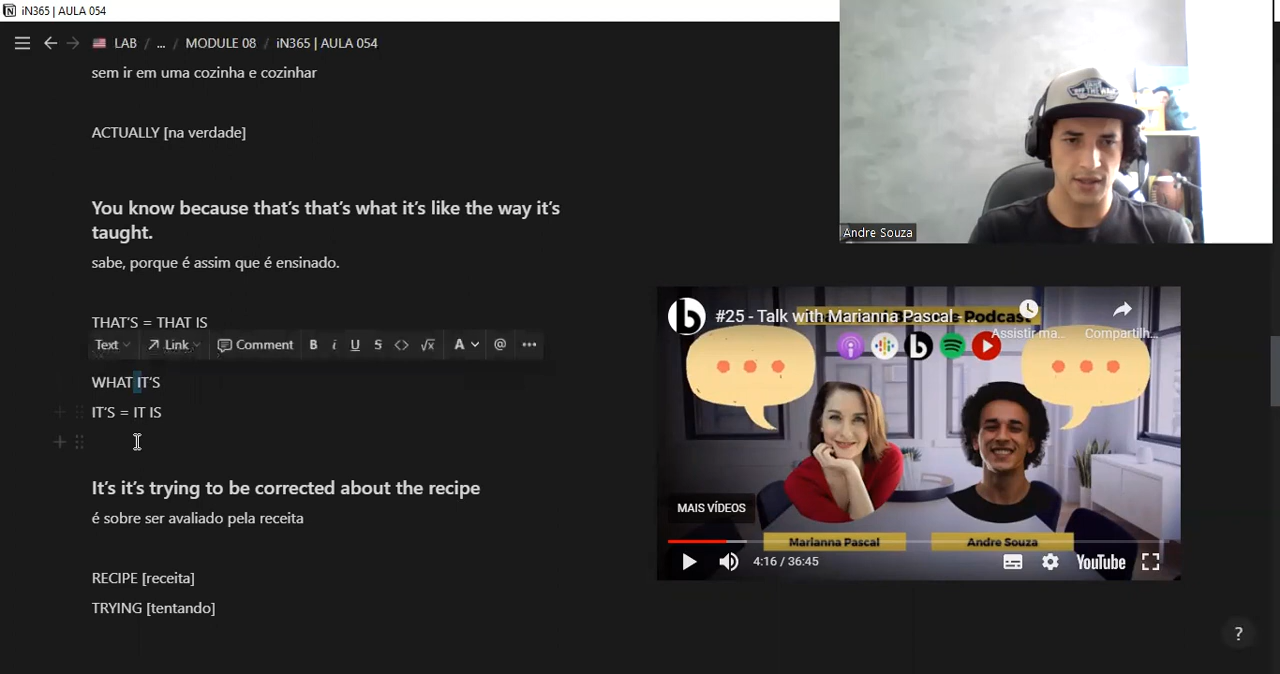 iN365 | AULA 054
LAB / ... / MODULE 08 / iN365 | AULA 054
sem ir em uma cozinha e cozinhar
ACTUALLY [na verdade]
You know because that's that's what it's like the way it's
taught.
sabe, porque é assim que é ensinado.
THAT'S = THAT IS
Text Link Comment B i U S <> √x A @ •••
WHAT IT'S
IT'S = IT IS
It's it's trying to be corrected about the recipe
é sobre ser avaliado pela receita
RECIPE [receita]
TRYING [tentando]
VANS
OFF THE WALL
Andre Souza
b #25 - Talk with Marianna Pascal - ...
Podcast
Assistir ma... Compartilh...
MAIS VÍDEOS
Marianna Pascal Andre Souza
4:16 / 36:45 YouTube
?